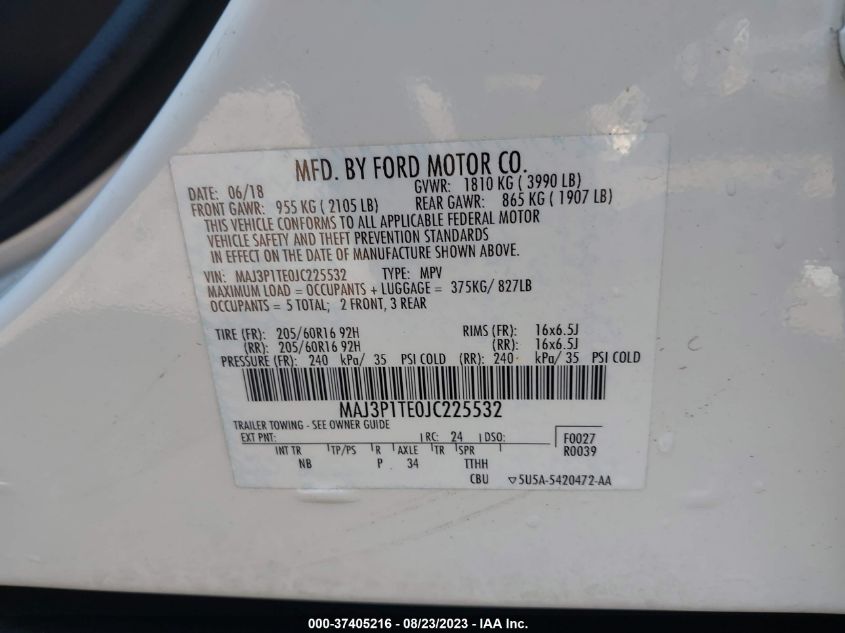 MFD. BY FORD MOTOR CO.
DATE: 06/18 GVWR: 1810 KG ( 3990 LB)
FRONT GAWR: 955 KG ( 2105 LB) REAR GAWR: 865 KG ( 1907 LB)
THIS VEHICLE CONFORMS TO ALL APPLICABLE FEDERAL MOTOR
VEHICLE SAFETY AND THEFT PREVENTION STANDARDS
IN EFFECT ON THE DATE OF MANUFACTURE SHOWN ABOVE.
VIN: MAJ3P1TE0JC225532 TYPE: MPV
MAXIMUM LOAD = OCCUPANTS + LUGGAGE = 375KG/ 827LB
OCCUPANTS = 5 TOTAL; 2 FRONT, 3 REAR
TIRE (FR): 205/60R16 92H RIMS (FR): 16x6.5J
(RR): 205/60R16 92H (RR): 16x6.5J
PRESSURE (FR): 240 kPa/ 35 PSI COLD (RR): 240 kPa/ 35 PSI COLD
MAJ3P1TE0JC225532
TRAILER TOWING - SEE OWNER GUIDE
EXT PNT: RC: 24 DSO: F0027
INT TR TP/PS R AXLE TR SPR R0039
NB P 34 TTHH
CBU ▽5U5A-5420472-AA
000-37405216 - 08/23/2023 - IAA Inc.